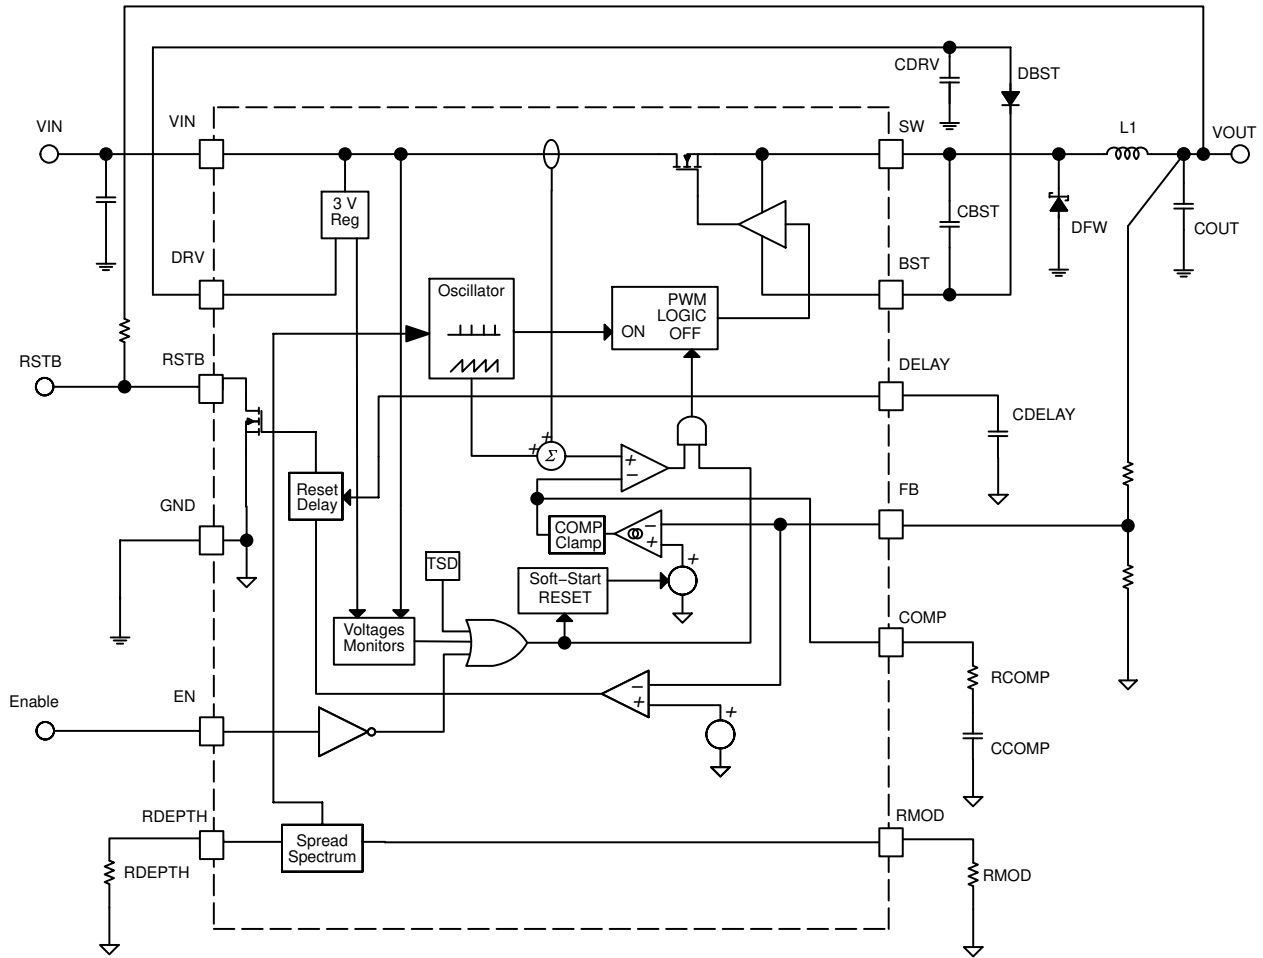 CDRV
DBST
VIN
VIN
SW
L1
VOUT
3 V
Reg
CBST
DFW
COUT
DRV
BST
Oscillator
PWM
LOGIC
ON
OFF
RSTB
RSTB
DELAY
CDELAY
+
+
Σ
+
−
Reset
Delay
GND
FB
COMP
Clamp
−
+
+
TSD
Soft−Start
RESET
COMP
Voltages
Monitors
RCOMP
Enable
EN
−
+
+
CCOMP
RDEPTH
RMOD
Spread
Spectrum
RDEPTH
RMOD